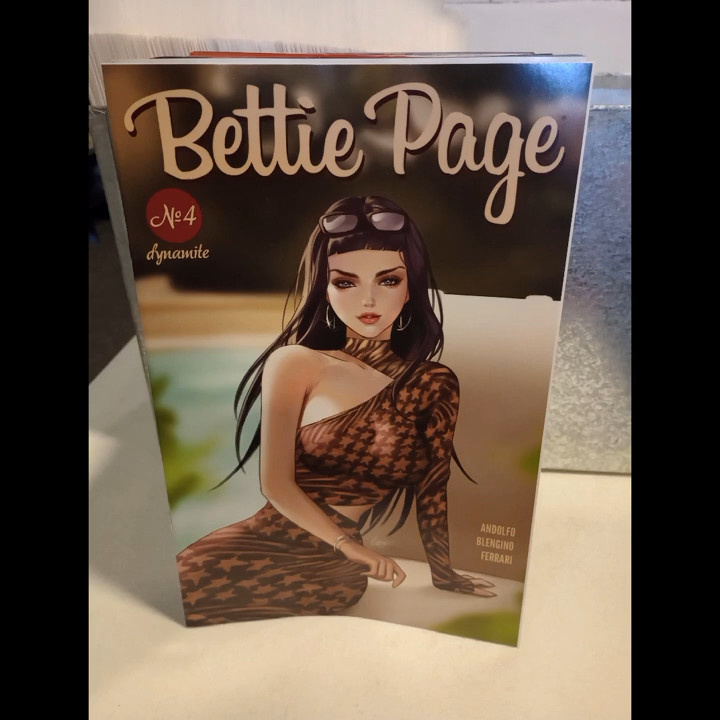 Bettie Page
№4
dynamite
ANDOLFO
BLENGINO
FERRARI